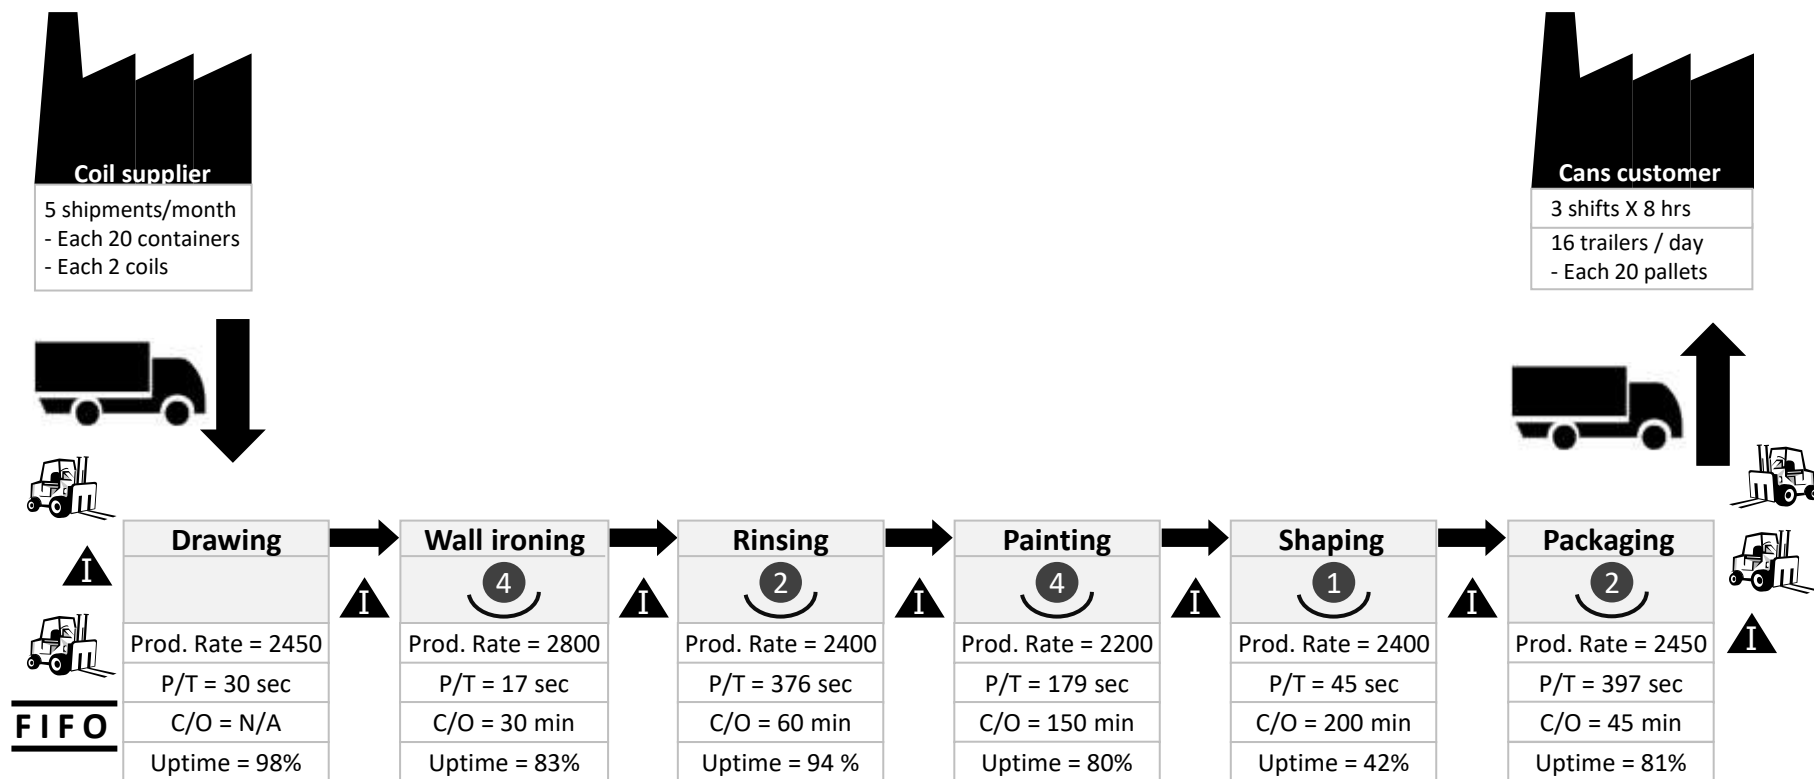 Coil supplier
5 shipments/month
- Each 20 containers
- Each 2 coils
Cans customer
3 shifts X 8 hrs
16 trailers / day
- Each 20 pallets
I
FIFO
Drawing
Prod. Rate = 2450
P/T = 30 sec
C/O = N/A
Uptime = 98%
I
Wall ironing
4
Prod. Rate = 2800
P/T = 17 sec
C/O = 30 min
Uptime = 83%
I
Rinsing
2
Prod. Rate = 2400
P/T = 376 sec
C/O = 60 min
Uptime = 94 %
I
Painting
4
Prod. Rate = 2200
P/T = 179 sec
C/O = 150 min
Uptime = 80%
I
Shaping
1
Prod. Rate = 2400
P/T = 45 sec
C/O = 200 min
Uptime = 42%
I
Packaging
2
Prod. Rate = 2450
P/T = 397 sec
C/O = 45 min
Uptime = 81%
I